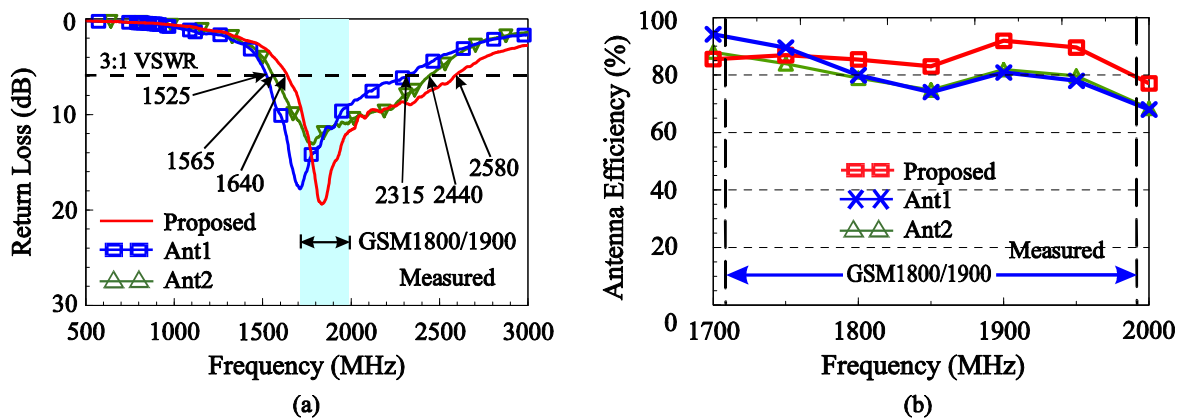 0
10
20
30
Return Loss (dB)
3:1 VSWR
1525
1565
1640
2315
2440
2580
Proposed
Ant1
Ant2
GSM1800/1900
Measured
500
1000
1500
2000
2500
3000
Frequency (MHz)
(a)
100
80
60
40
20
0
Antenna Efficiency (%)
Proposed
Ant1
Ant2
Measured
GSM1800/1900
1700
1800
1900
2000
Frequency (MHz)
(b)